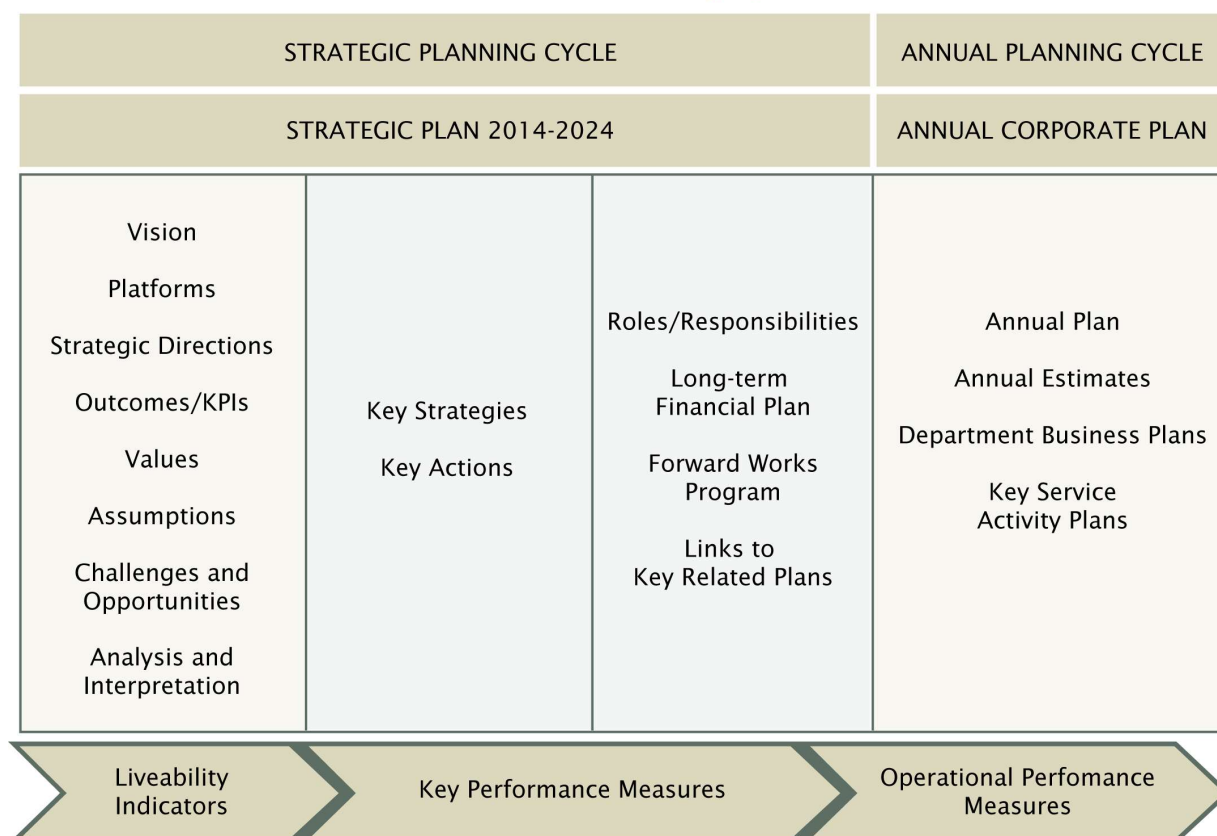 STRATEGIC PLANNING CYCLE
ANNUAL PLANNING CYCLE
STRATEGIC PLAN 2014-2024
ANNUAL CORPORATE PLAN
Vision
Platforms
Strategic Directions
Outcomes/KPIs
Values
Assumptions
Challenges and
Opportunities
Analysis and
Interpretation
Key Strategies
Key Actions
Roles/Responsibilities
Long-term
Financial Plan
Forward Works
Program
Links to
Key Related Plans
Annual Plan
Annual Estimates
Department Business Plans
Key Service
Activity Plans
Liveability
Indicators
Key Performance Measures
Operational Perfomance
Measures